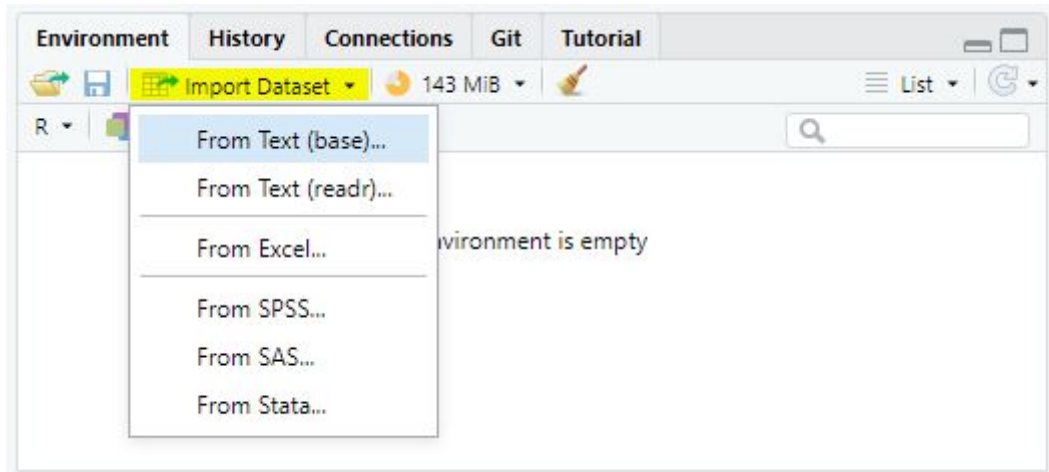 Environment History Connections Git Tutorial
Import Dataset 143 MiB List
R
From Text (base)...
From Text (readr)...
From Excel...
vironment is empty
From SPSS...
From SAS...
From Stata...